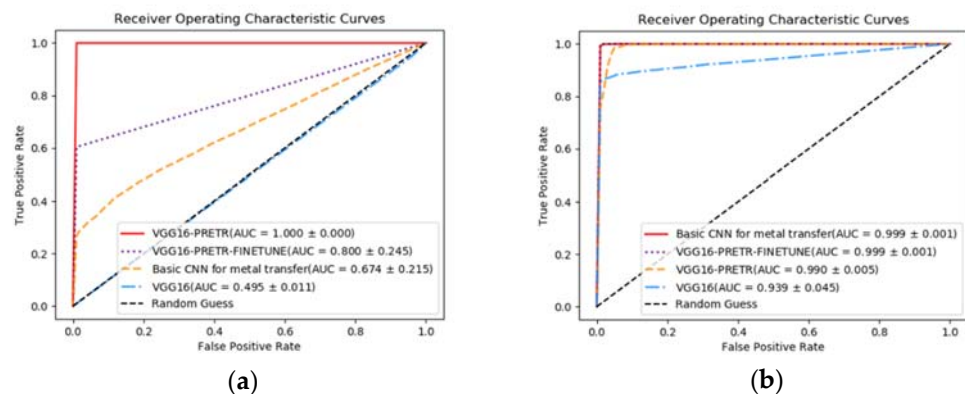 Receiver Operating Characteristic Curves
True Positive Rate
1.0
0.8
0.6
0.4
0.2
0.0
VGG16-PRETR(AUC = 1.000 ± 0.000)
VGG16-PRETR-FINETUNE(AUC = 0.800 ± 0.245)
Basic CNN for metal transfer(AUC = 0.674 ± 0.215)
VGG16(AUC = 0.495 ± 0.011)
Random Guess
0.0 0.2 0.4 0.6 0.8 1.0
False Positive Rate
(a)
Receiver Operating Characteristic Curves
True Positive Rate
1.0
0.8
0.6
0.4
0.2
0.0
Basic CNN for metal transfer(AUC = 0.999 ± 0.001)
VGG16-PRETR-FINETUNE(AUC = 0.999 ± 0.001)
VGG16-PRETR(AUC = 0.990 ± 0.005)
VGG16(AUC = 0.939 ± 0.045)
Random Guess
0.0 0.2 0.4 0.6 0.8 1.0
False Positive Rate
(b)